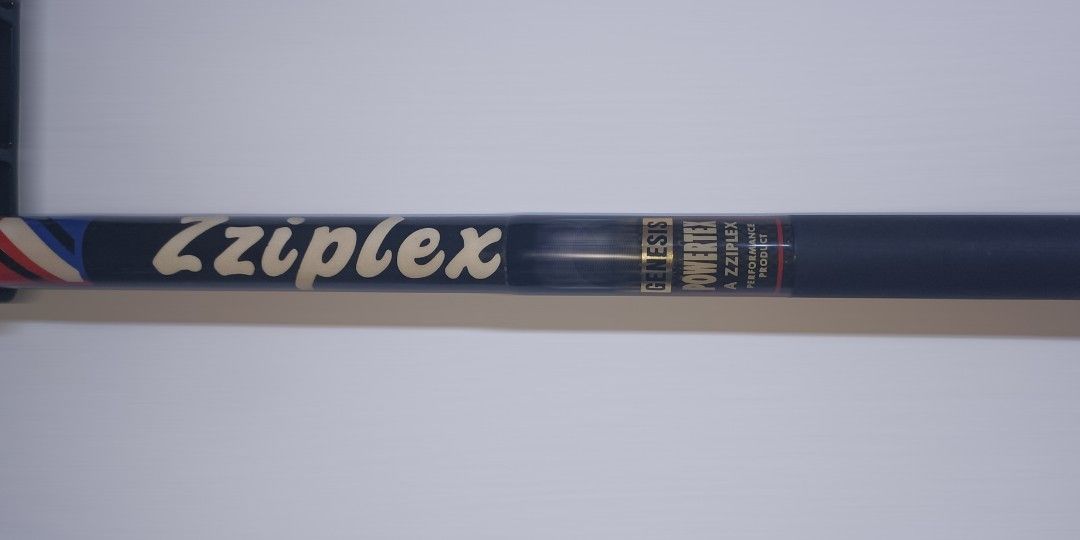 Zziplex
GENESIS
POWERTEX
A ZZIPLEX
PERFORMANCE
PRODUCT